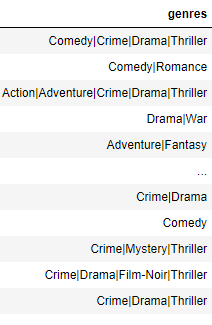 genres
Comedy|Crime|Drama|Thriller
Comedy|Romance
Action|Adventure|Crime|Drama|Thriller
Drama|War
Adventure|Fantasy
...
Crime|Drama
Comedy
Crime|Mystery|Thriller
Crime|Drama|Film-Noir|Thriller
Crime|Drama|Thriller